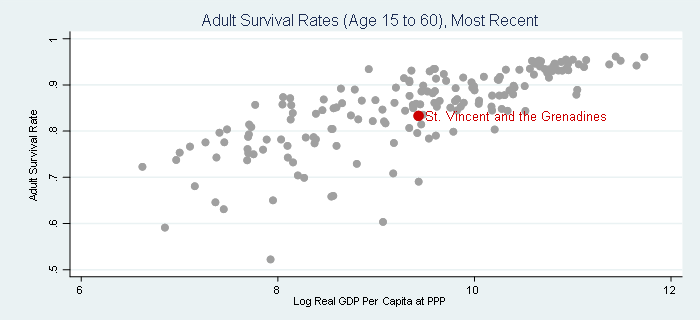 Adult Survival Rates (Age 15 to 60), Most Recent
Adult Survival Rate
1
.9
.8
.7
.6
.5
St. Vincent and the Grenadines
6
8
10
12
Log Real GDP Per Capita at PPP